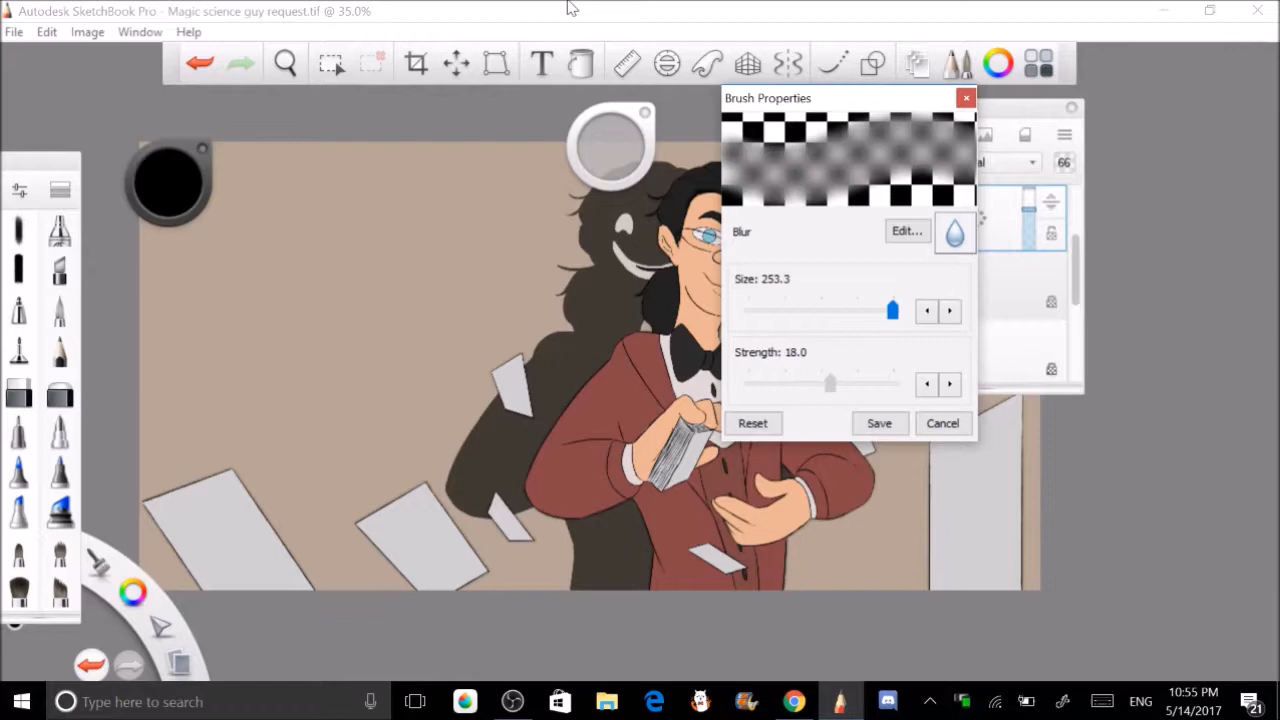 Autodesk SketchBook Pro - Magic science guy request.tif @ 35.0%
File Edit Image Window Help
T
Brush Properties
al 66
Blur Edit...
Size: 253.3
Strength: 18.0
Reset Save Cancel
Type here to search
ENG
10:55 PM
5/14/2017
21